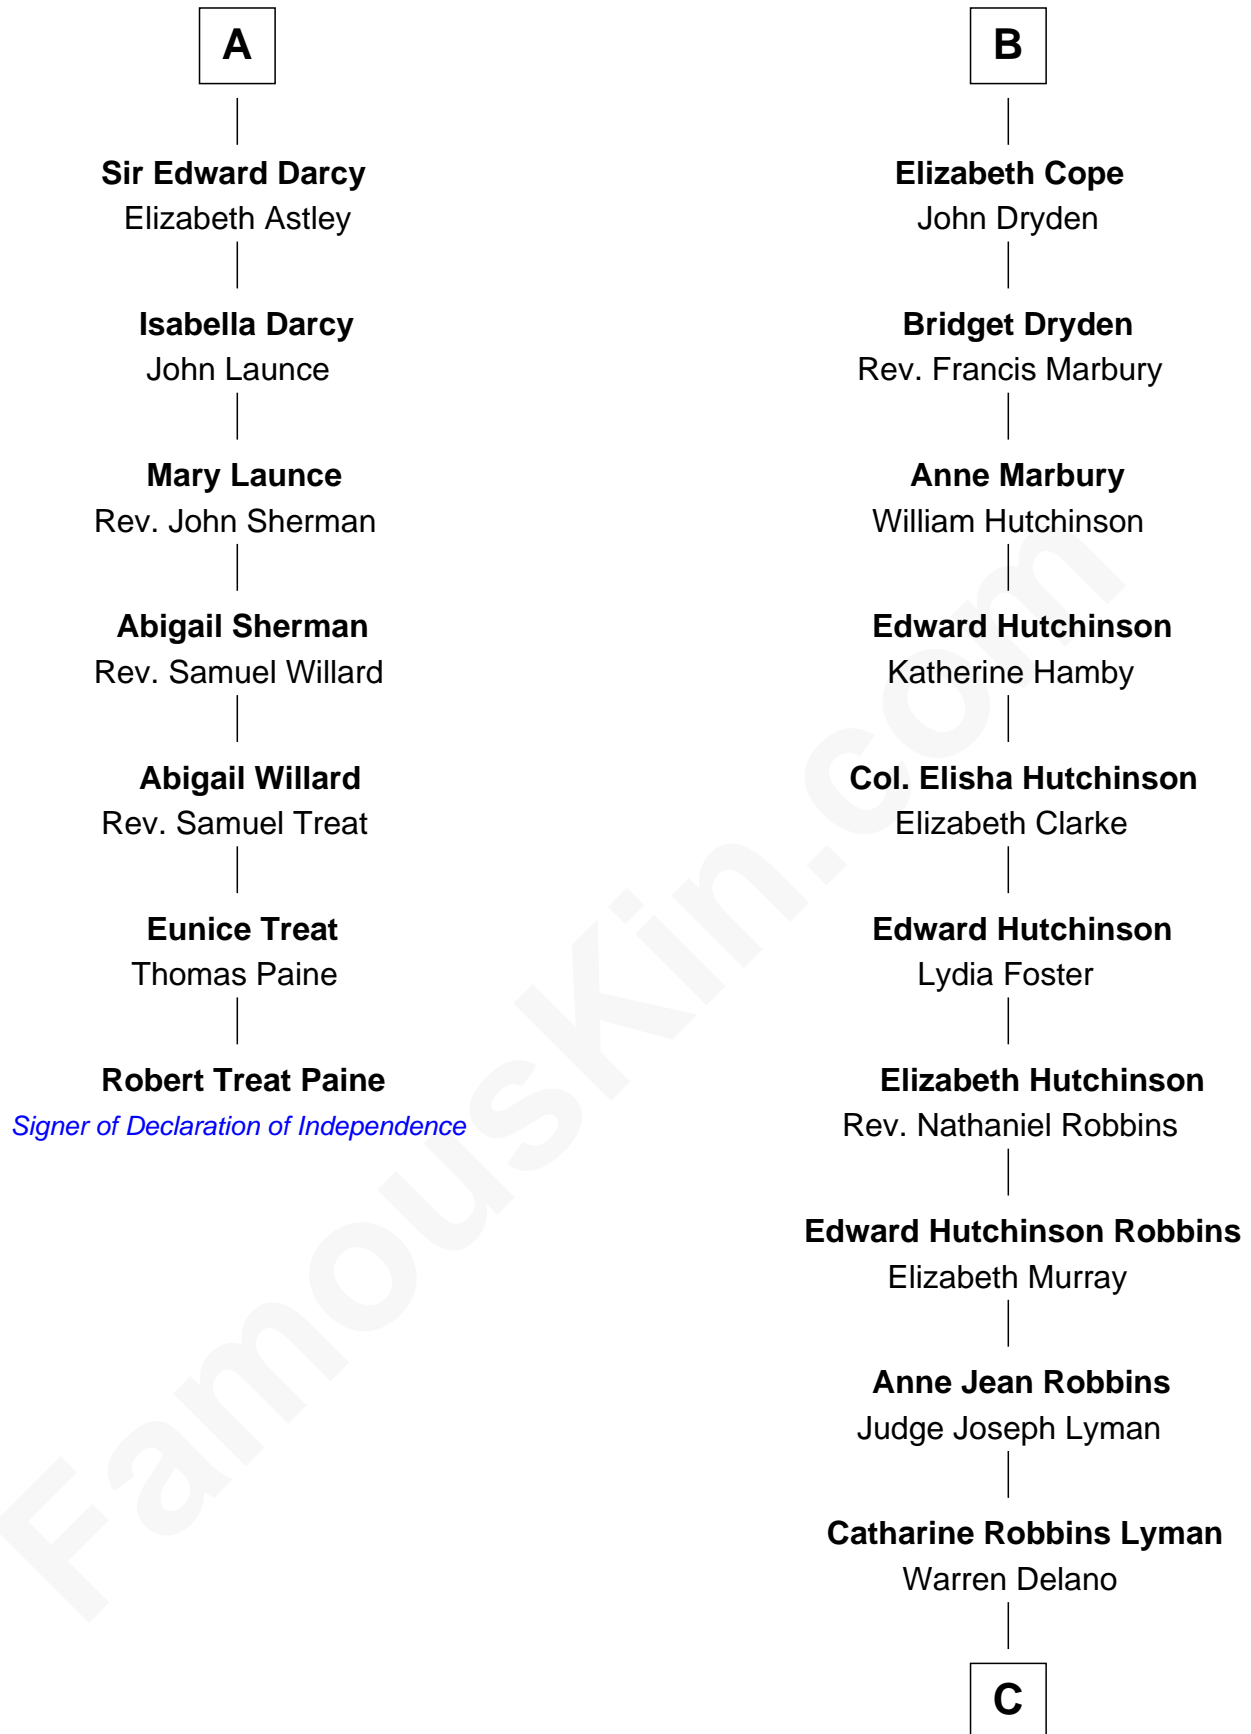 A
Sir Edward Darcy
Elizabeth Astley
Isabella Darcy
John Launce
Mary Launce
Rev. John Sherman
Abigail Sherman
Rev. Samuel Willard
Abigail Willard
Rev. Samuel Treat
Eunice Treat
Thomas Paine
Robert Treat Paine
Signer of Declaration of Independence
B
Elizabeth Cope
John Dryden
Bridget Dryden
Rev. Francis Marbury
Anne Marbury
William Hutchinson
Edward Hutchinson
Katherine Hamby
Col. Elisha Hutchinson
Elizabeth Clarke
Edward Hutchinson
Lydia Foster
Elizabeth Hutchinson
Rev. Nathaniel Robbins
Edward Hutchinson Robbins
Elizabeth Murray
Anne Jean Robbins
Judge Joseph Lyman
Catharine Robbins Lyman
Warren Delano
C
FamousKin.com